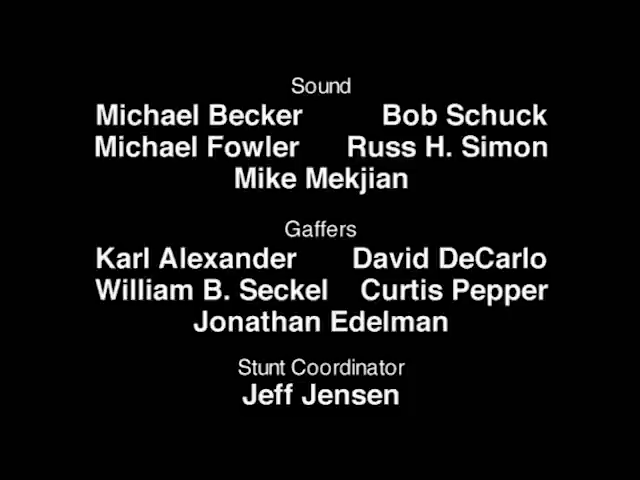 Sound
Michael Becker Bob Schuck
Michael Fowler Russ H. Simon
Mike Mekjian
Gaffers
Karl Alexander David DeCarlo
William B. Seckel Curtis Pepper
Jonathan Edelman
Stunt Coordinator
Jeff Jensen